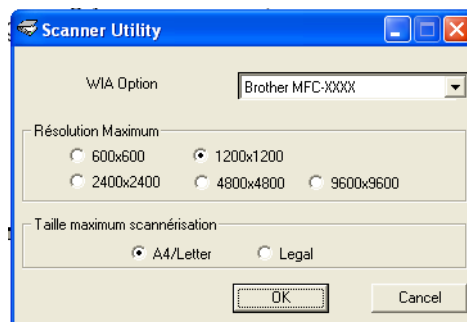 Scanner Utility
WIA Option
Brother MFC-XXXX
Résolution Maximum
600x600
1200x1200
2400x2400
4800x4800
9600x9600
Taille maximum scannérisation
A4/Letter
Legal
OK
Cancel